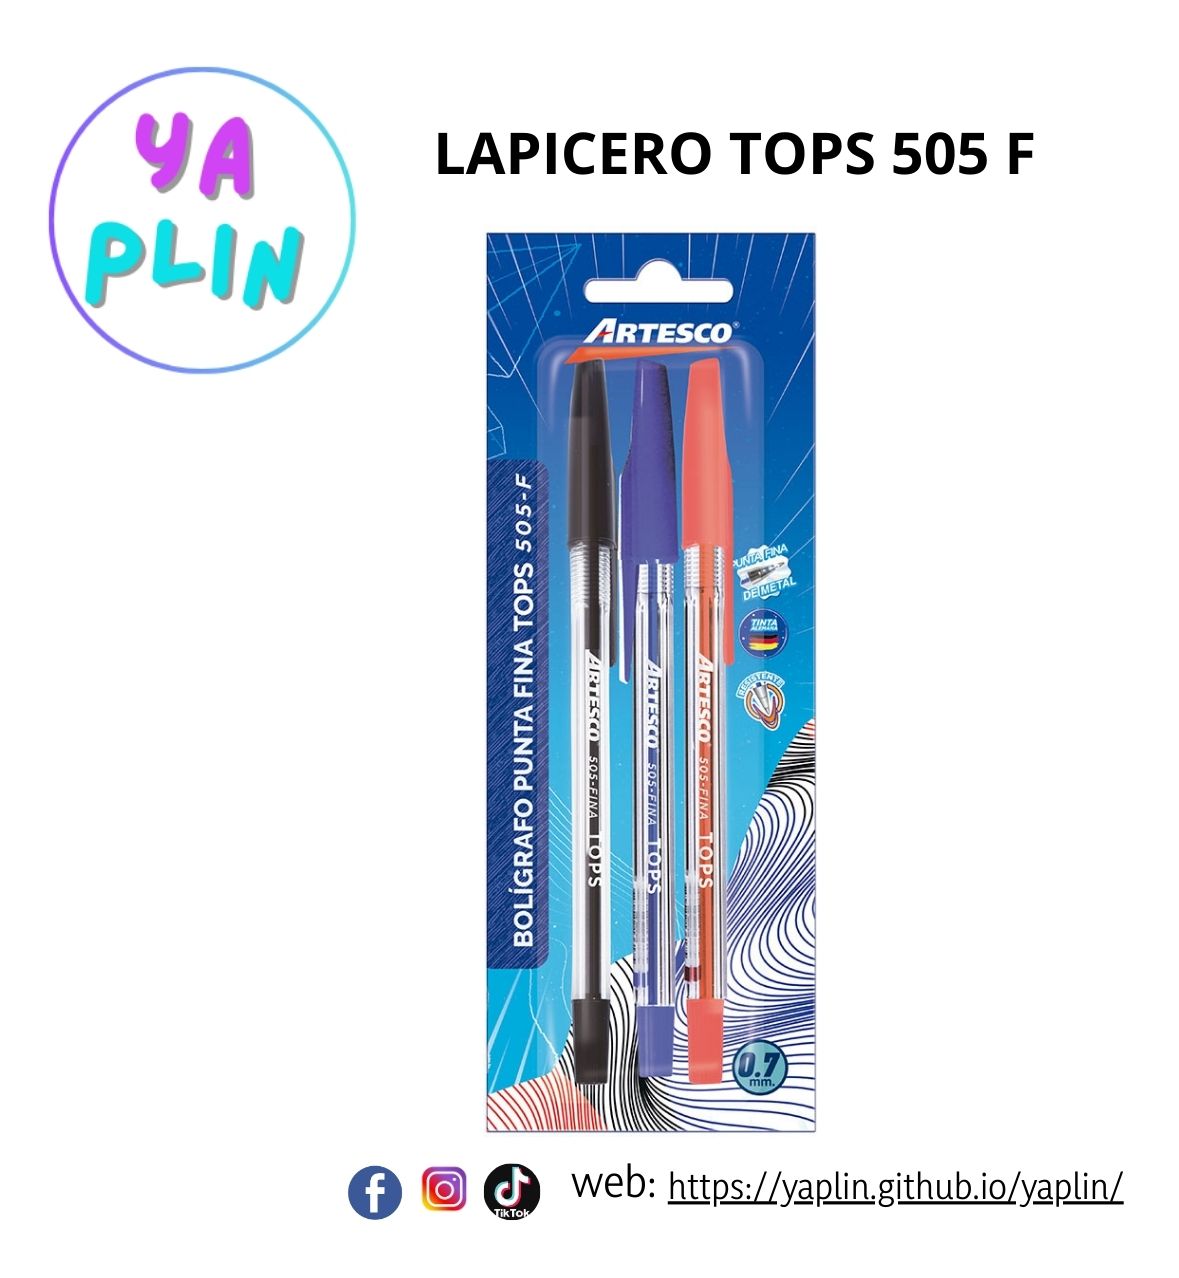 YA
PLIN
LAPICERO TOPS 505 F
ARTESCO®
BOLÍGRAFO PUNTA FINA TOPS 505-F
PUNTA FINA
DE METAL
TINTA
ALEMANA
RESISTENTE
ARTESCO 505-FINA TOPS
ARTESCO 505-FINA TOPS
ARTESCO 505-FINA TOPS
0.7
mm.
TikTok
web: https://yaplin.github.io/yaplin/